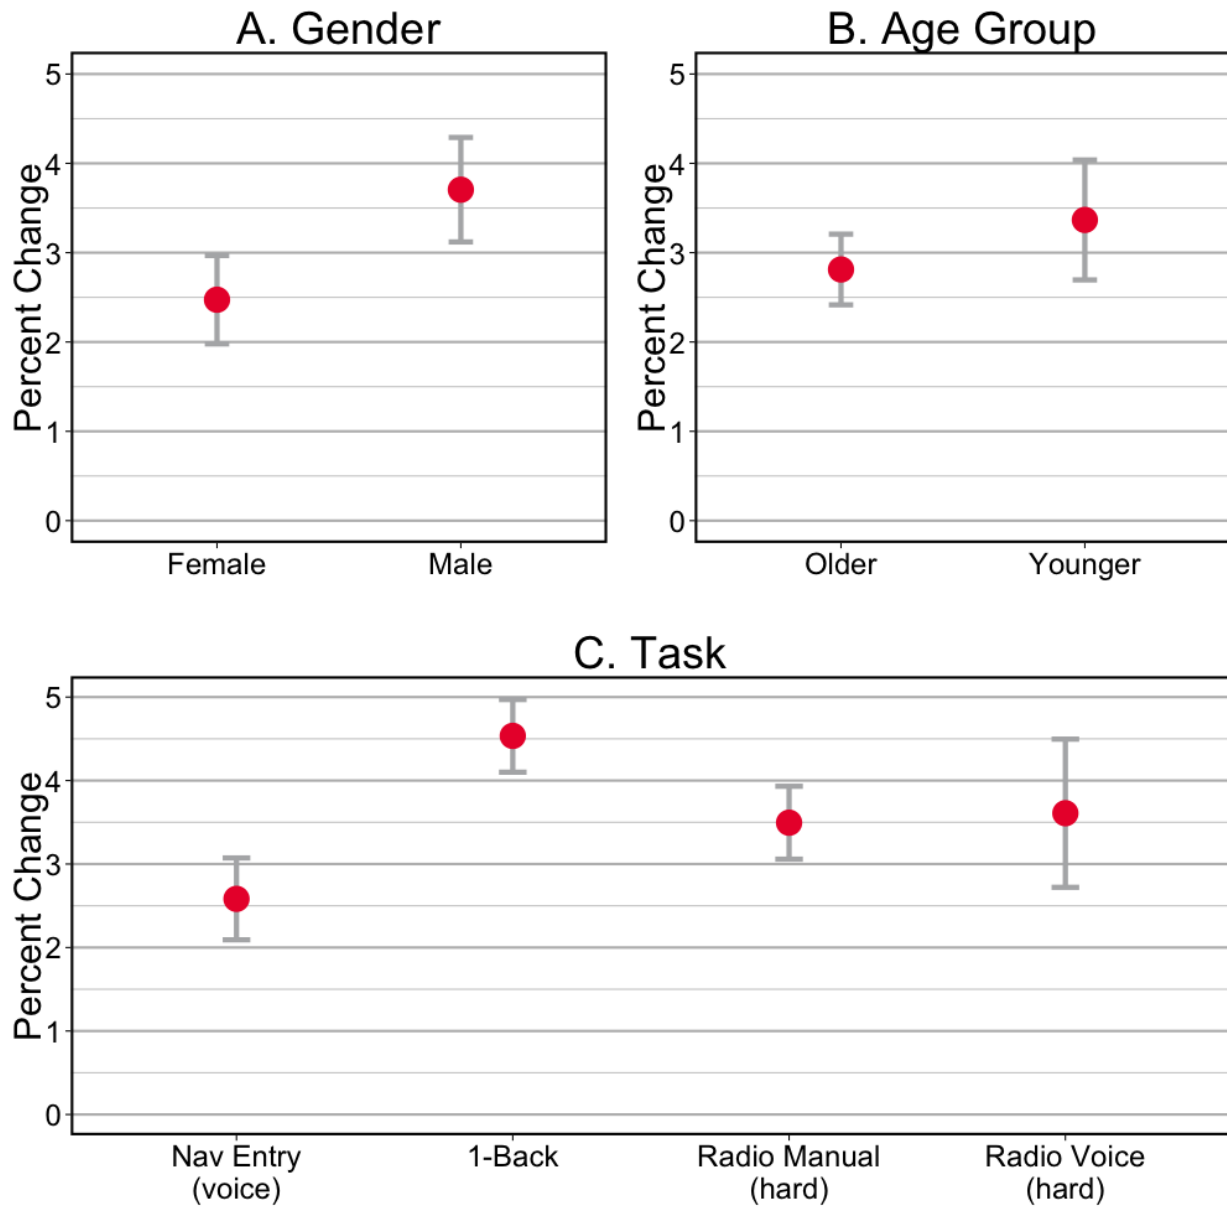 A. Gender
Percent Change
5
4
3
2
1
0
Female Male
B. Age Group
Percent Change
5
4
3
2
1
0
Older Younger
C. Task
Percent Change
5
4
3
2
1
0
Nav Entry (voice)
1-Back
Radio Manual (hard)
Radio Voice (hard)